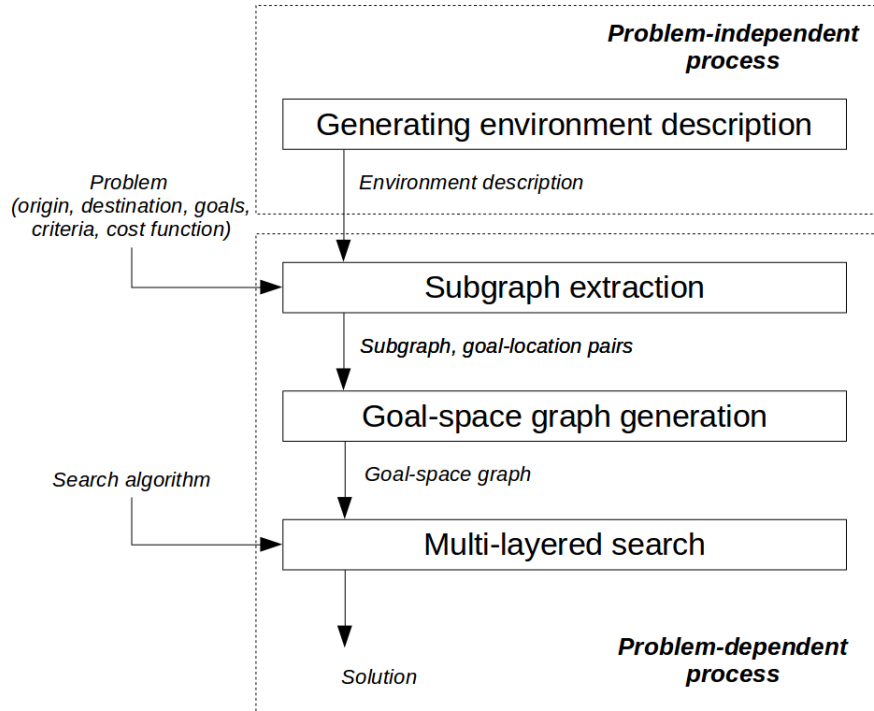 Problem-independent
process
Generating environment description
Environment description
Problem
(origin, destination, goals,
criteria, cost function)
Subgraph extraction
Subgraph, goal-location pairs
Goal-space graph generation
Goal-space graph
Search algorithm
Multi-layered search
Solution
Problem-dependent
process